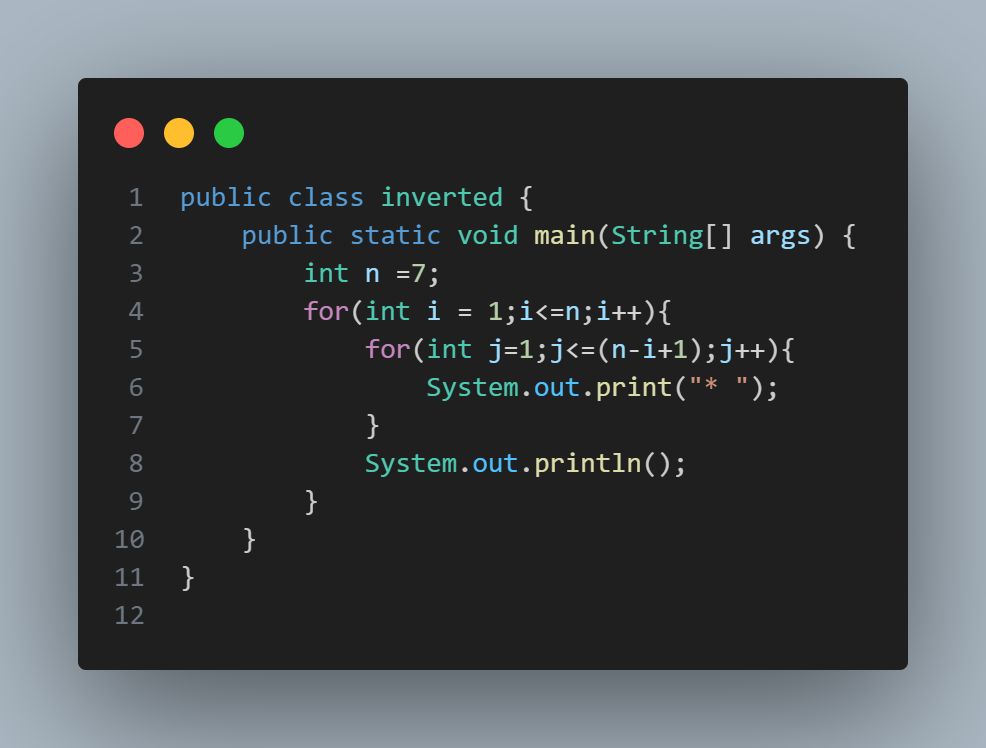 1 public class inverted {
2     public static void main(String[] args) {
3         int n =7;
4         for(int i = 1;i<=n;i++){
5             for(int j=1;j<=(n-i+1);j++){
6                 System.out.print("* ");
7             }
8             System.out.println();
9         }
10     }
11 }
12